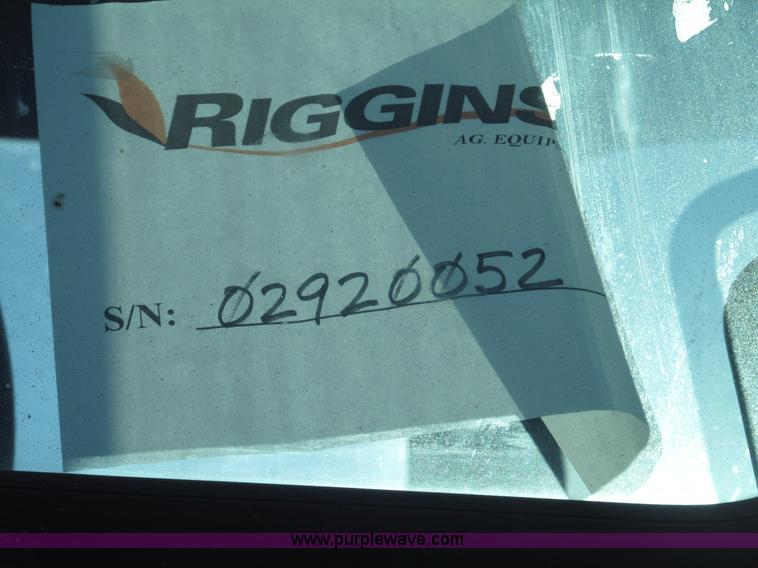 RIGGINS
AG. EQUIP
S/N: 02920052
www.purplewave.com